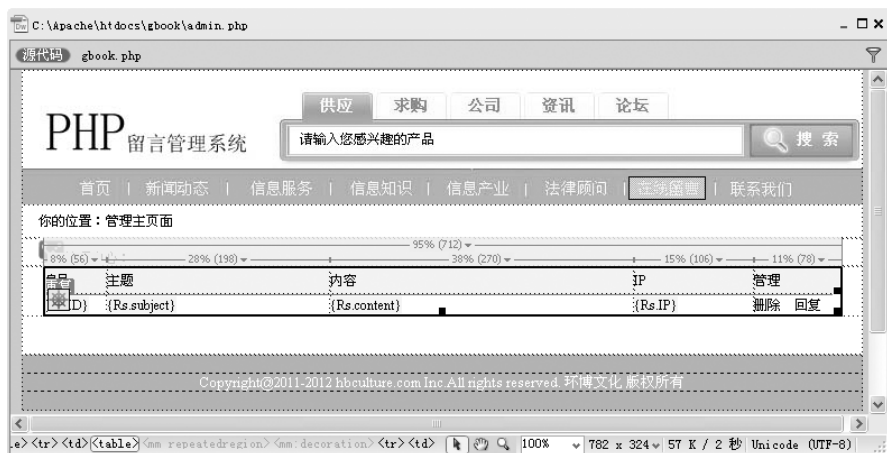 C:\Apache\htdocs\gbook\admin.php
源代码 gbook.php
供应 求购 公司 资讯 论坛
PHP留言管理系统
请输入您感兴趣的产品
搜 索
首页 | 新闻动态 | 信息服务 | 信息知识 | 信息产业 | 法律顾问 | 在线留言 | 联系我们
你的位置：管理主页面
95% (712)
8% (56) 28% (198) 38% (270) 15% (106) 11% (78)
主题 内容 IP 管理
ID} {Rs.subject} {Rs.content} {Rs.IP} 删除 回复
Copyright@2011-2012 hbculture.com Inc.All rights reserved. 环博文化 版权所有
.e> <tr> <td> <table> <mm:repeatedregion> <mm:decoration> <tr> <td> 100% 782 x 324 57 K / 2 秒 Unicode (UTF-8)